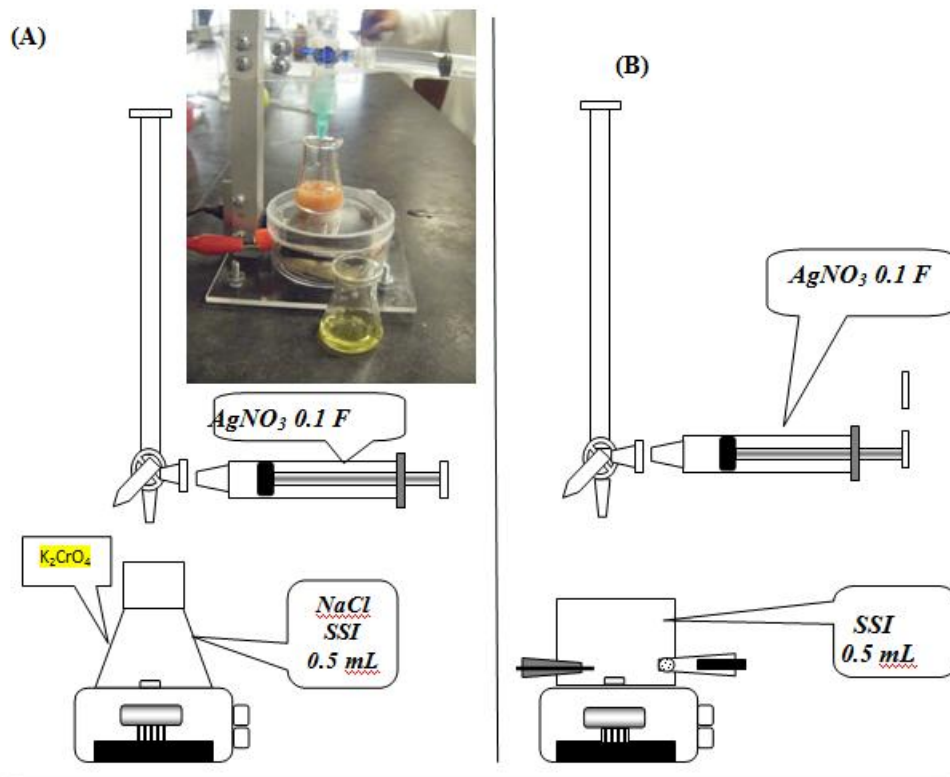 (A)
AgNO₃ 0.1 F
K₂CrO₄
NaCl
SSI
0.5 mL
(B)
AgNO₃ 0.1 F
SSI
0.5 mL